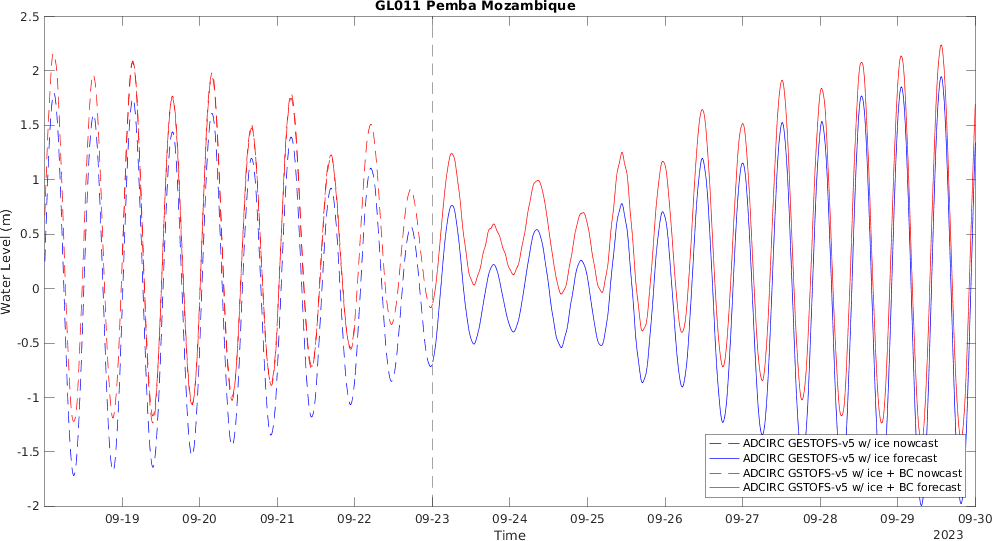 GL011 Pemba Mozambique
2.5
2
1.5
1
0.5
0
-0.5
-1
-1.5
-2
Water Level (m)
ADCIRC GESTOFS-v5 w/ ice nowcast
ADCIRC GESTOFS-v5 w/ ice forecast
ADCIRC GSTOFS-v5 w/ ice + BC nowcast
ADCIRC GSTOFS-v5 w/ ice + BC forecast
09-19 09-20 09-21 09-22 09-23 09-24 09-25 09-26 09-27 09-28 09-29 09-30
Time
2023